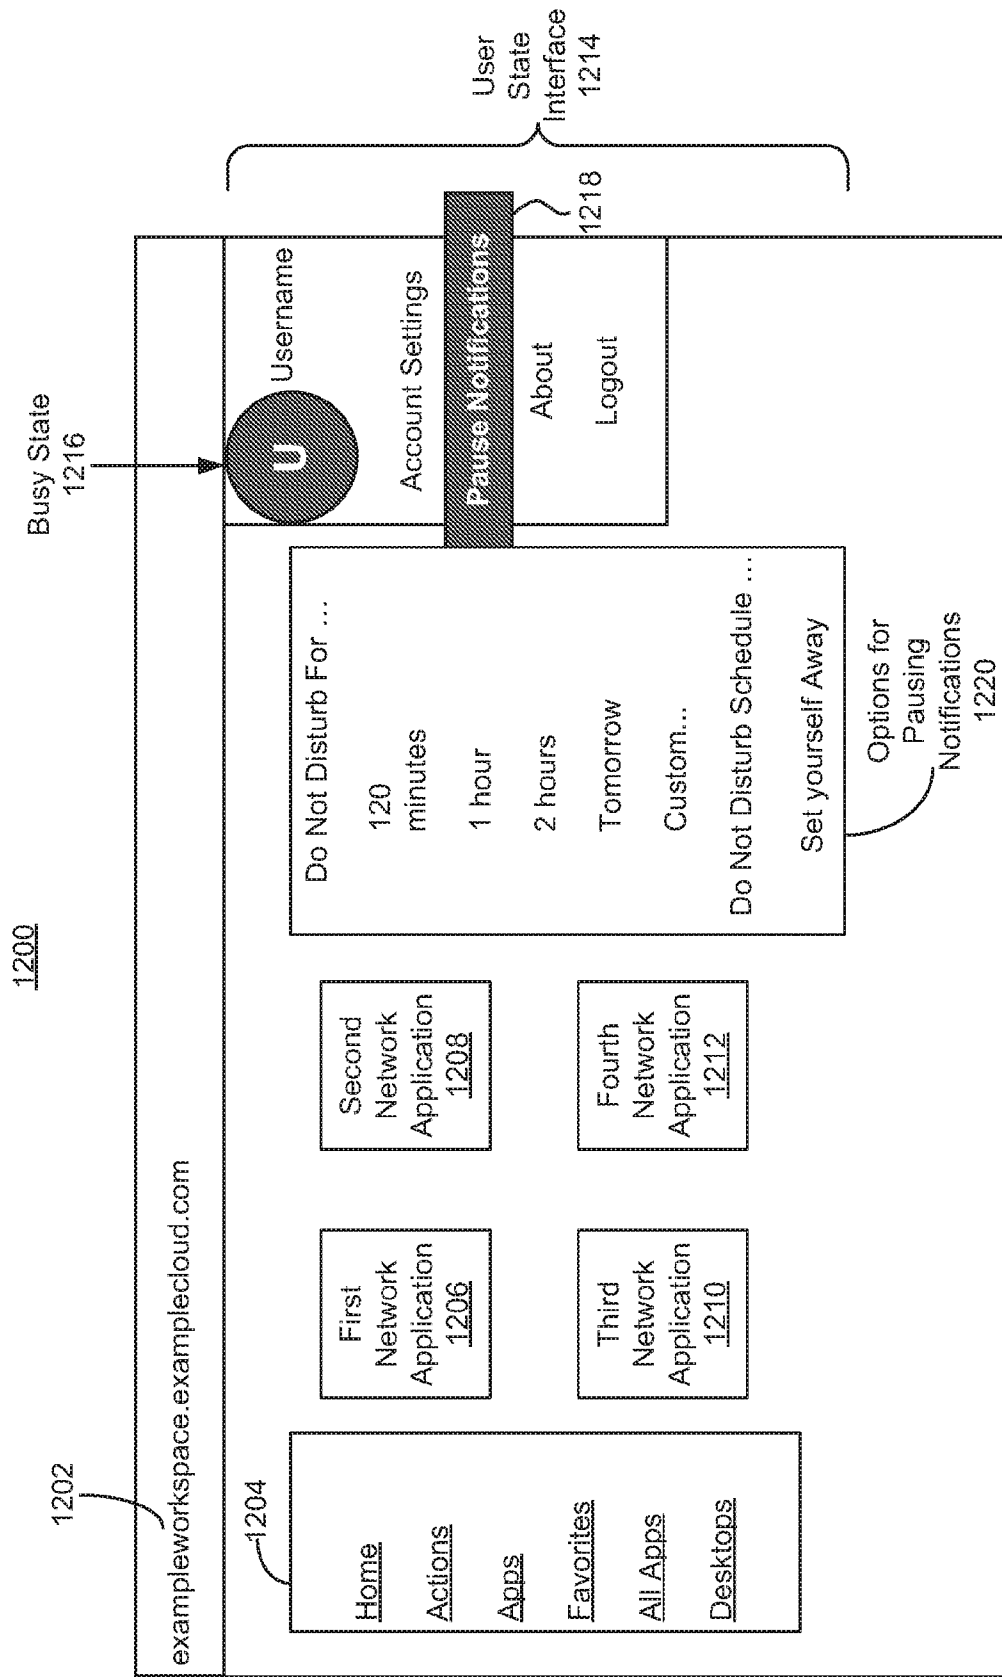 1200
1202
exampleworkspace.examplecloud.com
Busy State
1216
1204
Home
Actions
Apps
Favorites
All Apps
Desktops
First
Network
Application
1206
Second
Network
Application
1208
Third
Network
Application
1210
Fourth
Network
Application
1212
Do Not Disturb For ...
120
minutes
1 hour
2 hours
Tomorrow
Custom...
Do Not Disturb Schedule ...
Set yourself Away
Options for
Pausing
Notifications
1220
U
Username
Account Settings
Pause Notifications
About
Logout
1218
User
State
Interface
1214